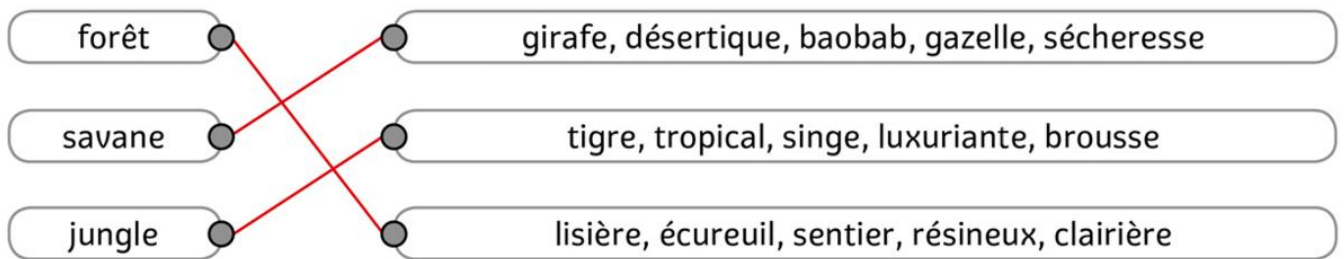 forêt
girafe, désertique, baobab, gazelle, sécheresse
savane
tigre, tropical, singe, luxuriante, brousse
jungle
lisière, écureuil, sentier, résineux, clairière